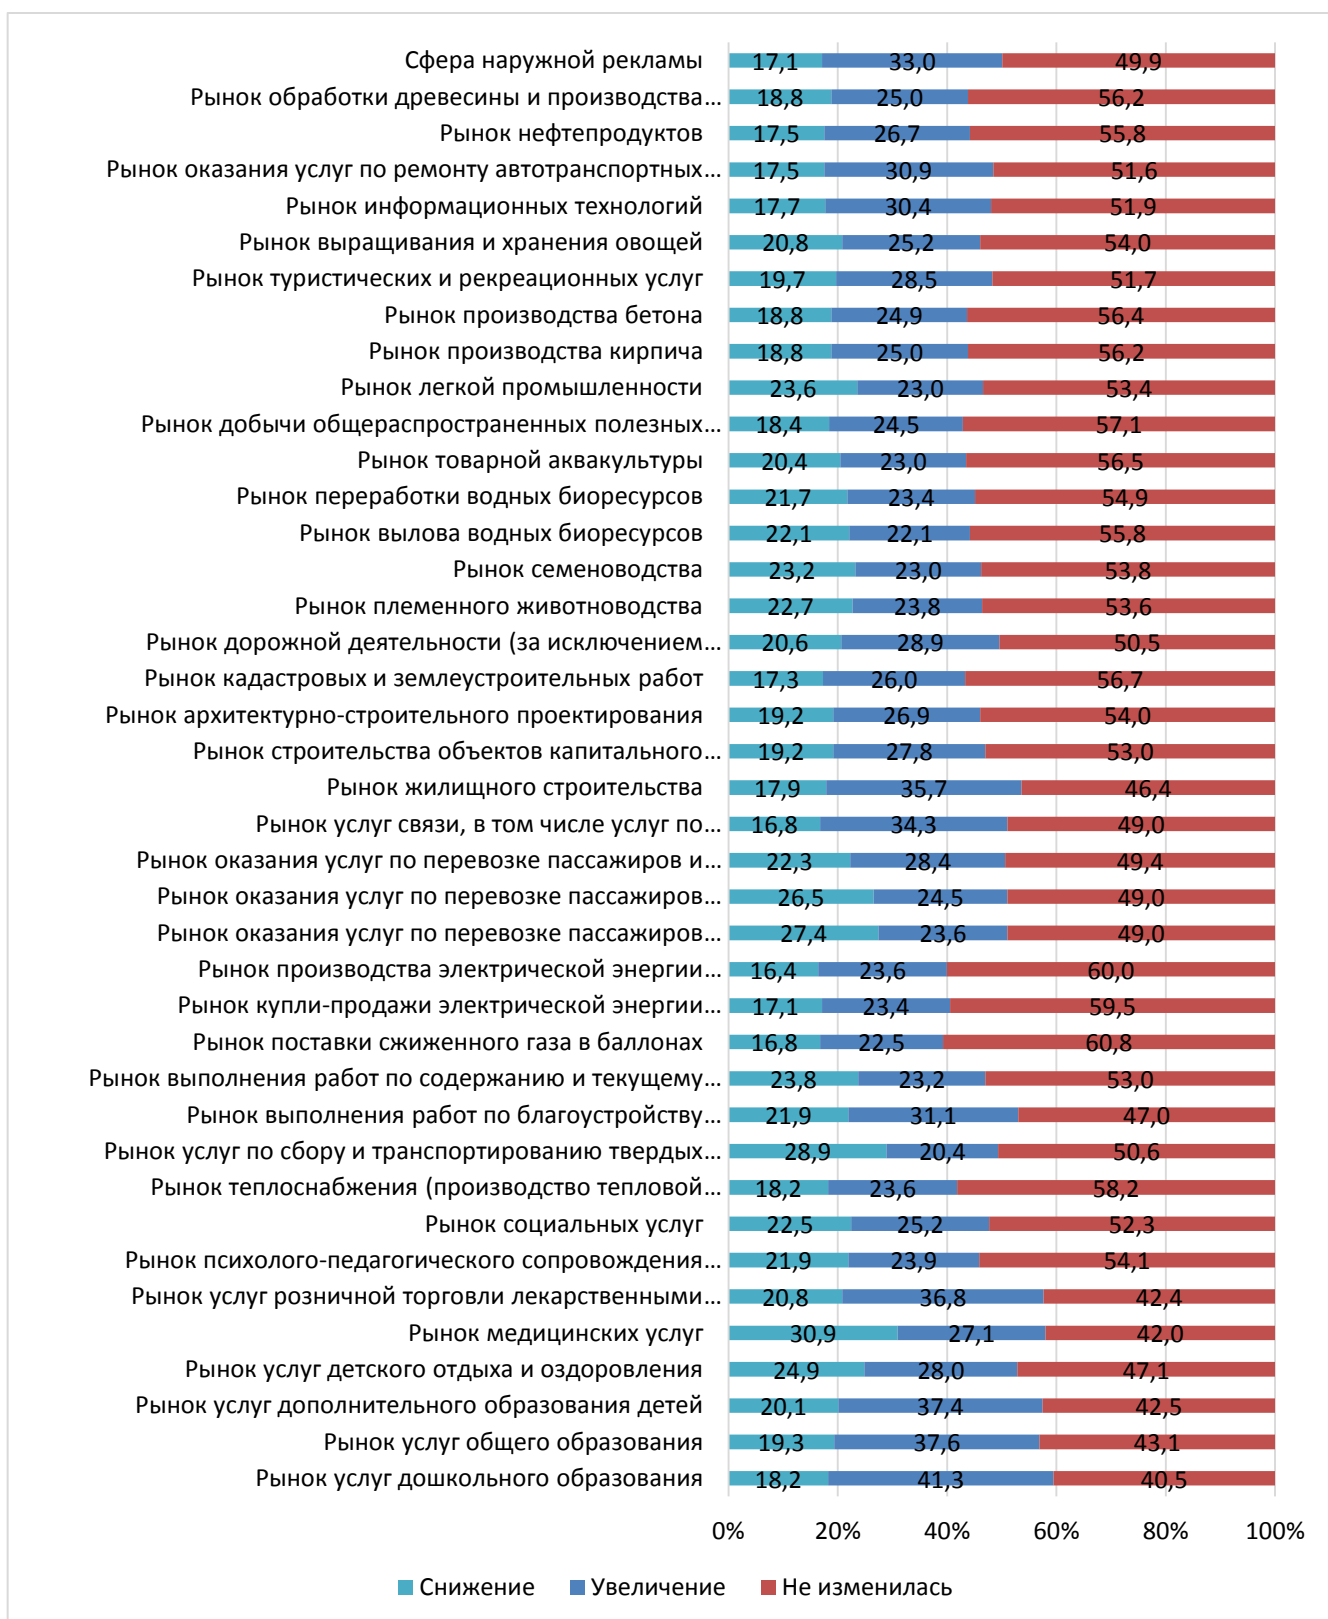 Сфера наружной рекламы 17,1 33,0 49,9
Рынок обработки древесины и производства… 18,8 25,0 56,2
Рынок нефтепродуктов 17,5 26,7 55,8
Рынок оказания услуг по ремонту автотранспортных… 17,5 30,9 51,6
Рынок информационных технологий 17,7 30,4 51,9
Рынок выращивания и хранения овощей 20,8 25,2 54,0
Рынок туристических и рекреационных услуг 19,7 28,5 51,7
Рынок производства бетона 18,8 24,9 56,4
Рынок производства кирпича 18,8 25,0 56,2
Рынок легкой промышленности 23,6 23,0 53,4
Рынок добычи общераспространенных полезных… 18,4 24,5 57,1
Рынок товарной аквакультуры 20,4 23,0 56,5
Рынок переработки водных биоресурсов 21,7 23,4 54,9
Рынок вылова водных биоресурсов 22,1 22,1 55,8
Рынок семеноводства 23,2 23,0 53,8
Рынок племенного животноводства 22,7 23,8 53,6
Рынок дорожной деятельности (за исключением… 20,6 28,9 50,5
Рынок кадастровых и землеустроительных работ 17,3 26,0 56,7
Рынок архитектурно-строительного проектирования 19,2 26,9 54,0
Рынок строительства объектов капитального… 19,2 27,8 53,0
Рынок жилищного строительства 17,9 35,7 46,4
Рынок услуг связи, в том числе услуг по… 16,8 34,3 49,0
Рынок оказания услуг по перевозке пассажиров и… 22,3 28,4 49,4
Рынок оказания услуг по перевозке пассажиров… 26,5 24,5 49,0
Рынок оказания услуг по перевозке пассажиров… 27,4 23,6 49,0
Рынок производства электрической энергии… 16,4 23,6 60,0
Рынок купли-продажи электрической энергии… 17,1 23,4 59,5
Рынок поставки сжиженного газа в баллонах 16,8 22,5 60,8
Рынок выполнения работ по содержанию и текущему… 23,8 23,2 53,0
Рынок выполнения работ по благоустройству… 21,9 31,1 47,0
Рынок услуг по сбору и транспортированию твердых… 28,9 20,4 50,6
Рынок теплоснабжения (производство тепловой… 18,2 23,6 58,2
Рынок социальных услуг 22,5 25,2 52,3
Рынок психолого-педагогического сопровождения… 21,9 23,9 54,1
Рынок услуг розничной торговли лекарственными… 20,8 36,8 42,4
Рынок медицинских услуг 30,9 27,1 42,0
Рынок услуг детского отдыха и оздоровления 24,9 28,0 47,1
Рынок услуг дополнительного образования детей 20,1 37,4 42,5
Рынок услуг общего образования 19,3 37,6 43,1
Рынок услуг дошкольного образования 18,2 41,3 40,5
0% 20% 40% 60% 80% 100%
Снижение Увеличение Не изменилась